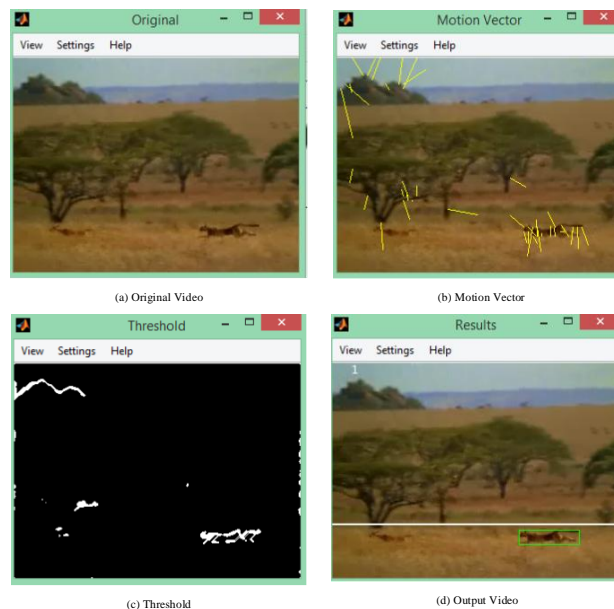 Original
View Settings Help
(a) Original Video
Motion Vector
View Settings Help
(b) Motion Vector
Threshold
View Settings Help
(c) Threshold
Results
View Settings Help
1
(d) Output Video